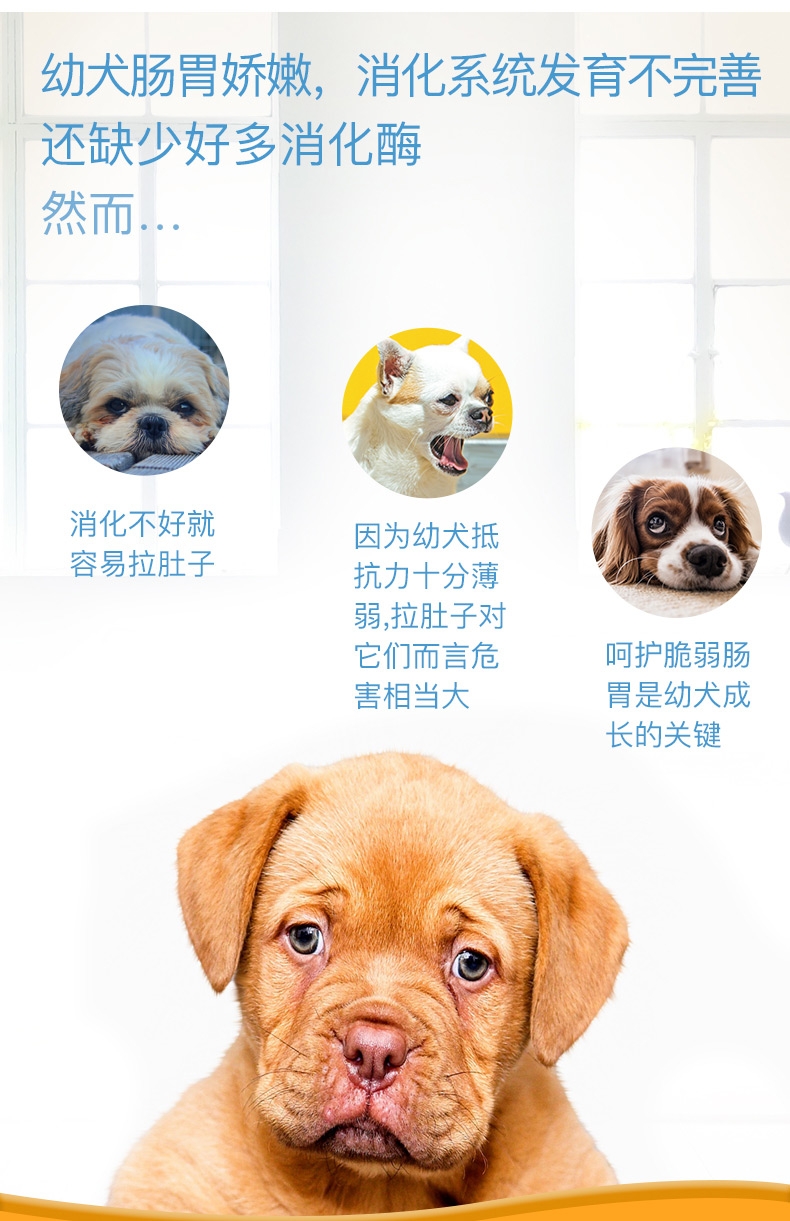 幼犬肠胃娇嫩，消化系统发育不完善
还缺少好多消化酶
然而...
消化不好就
容易拉肚子
因为幼犬抵
抗力十分薄
弱,拉肚子对
它们而言危
害相当大
呵护脆弱肠
胃是幼犬成
长的关键